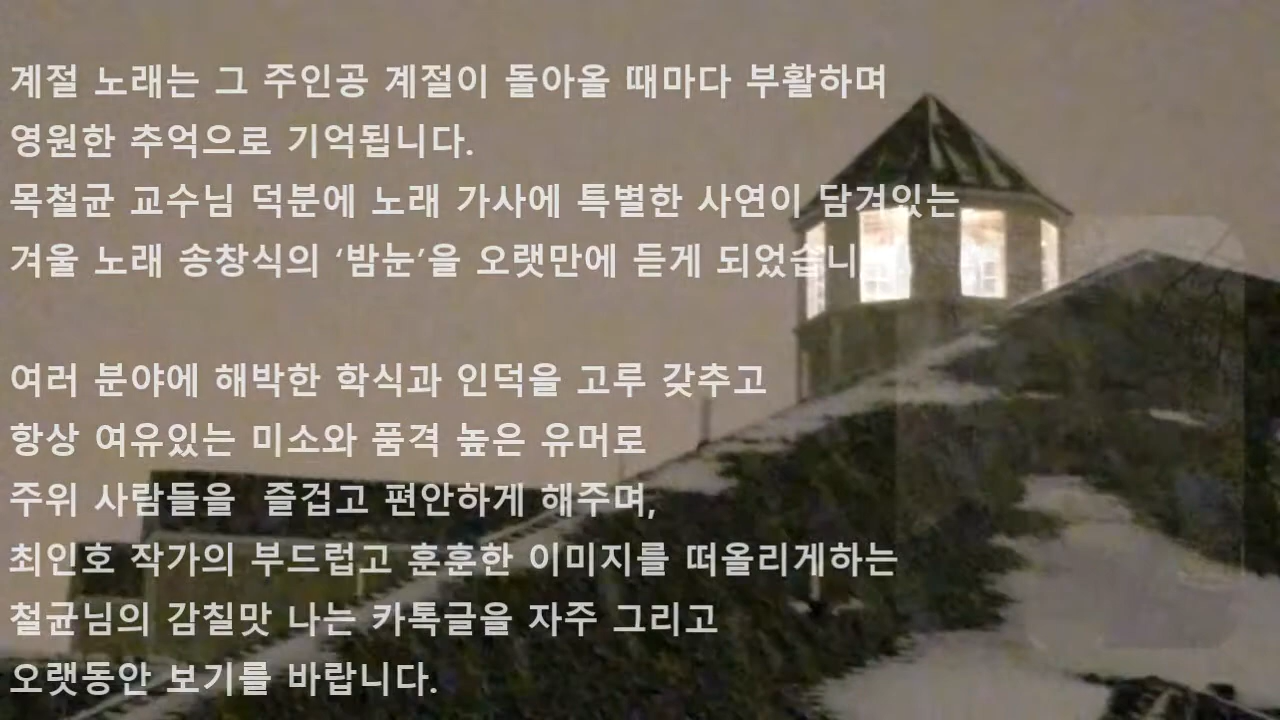 계절 노래는 그 주인공 계절이 돌아올 때마다 부활하며
영원한 추억으로 기억됩니다.
목철균 교수님 덕분에 노래 가사에 특별한 사연이 담겨있는
겨울 노래 송창식의 ‘밤눈’을 오랫만에 듣게 되었습니
여러 분야에 해박한 학식과 인덕을 고루 갖추고
항상 여유있는 미소와 품격 높은 유머로
주위 사람들을 즐겁고 편안하게 해주며,
최인호 작가의 부드럽고 훈훈한 이미지를 떠올리게하는
철균님의 감칠맛 나는 카톡글을 자주 그리고
오랫동안 보기를 바랍니다.